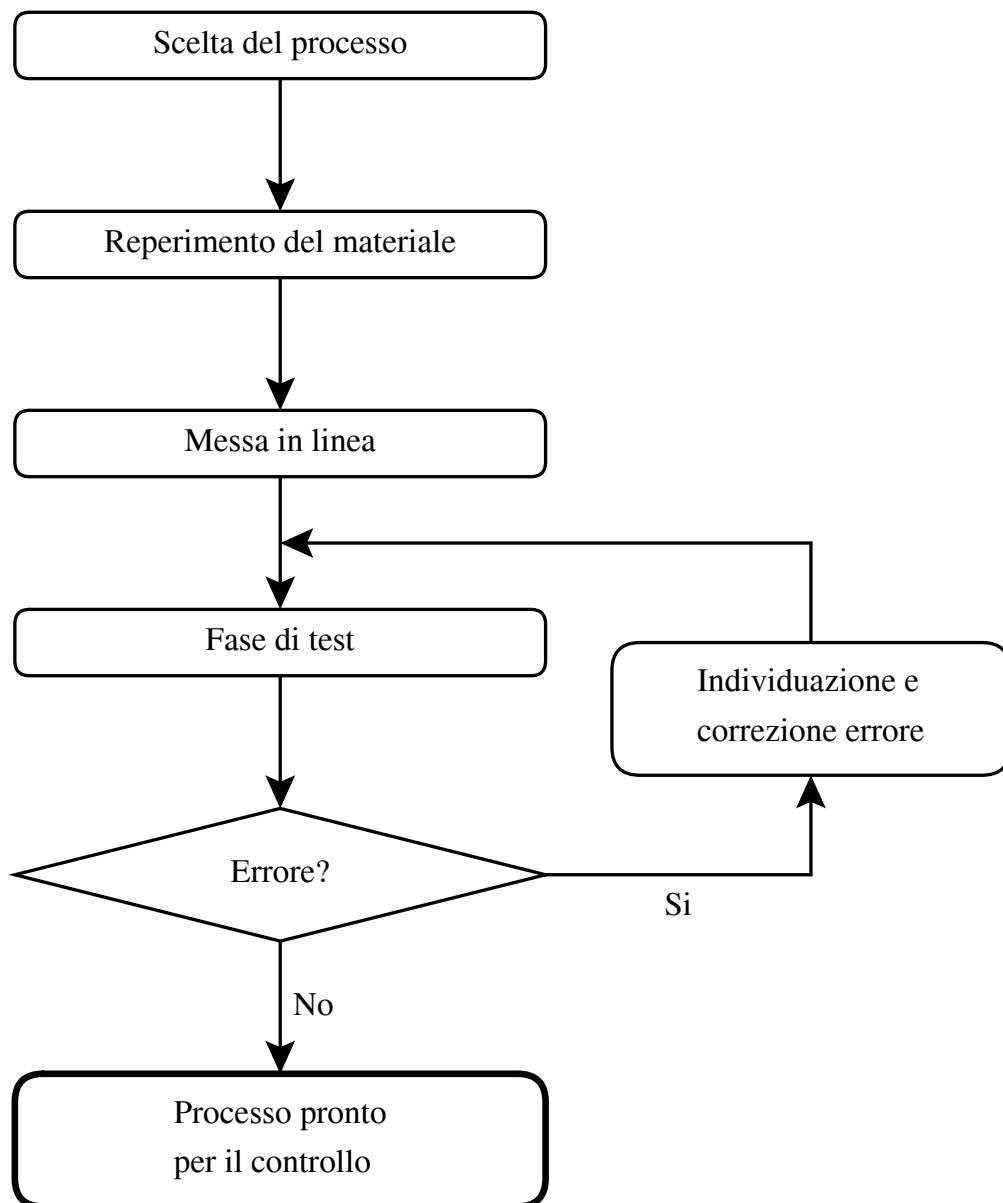 Scelta del processo
Reperimento del materiale
Messa in linea
Fase di test
Individuazione e
correzione errore
Errore?
Si
No
Processo pronto
per il controllo